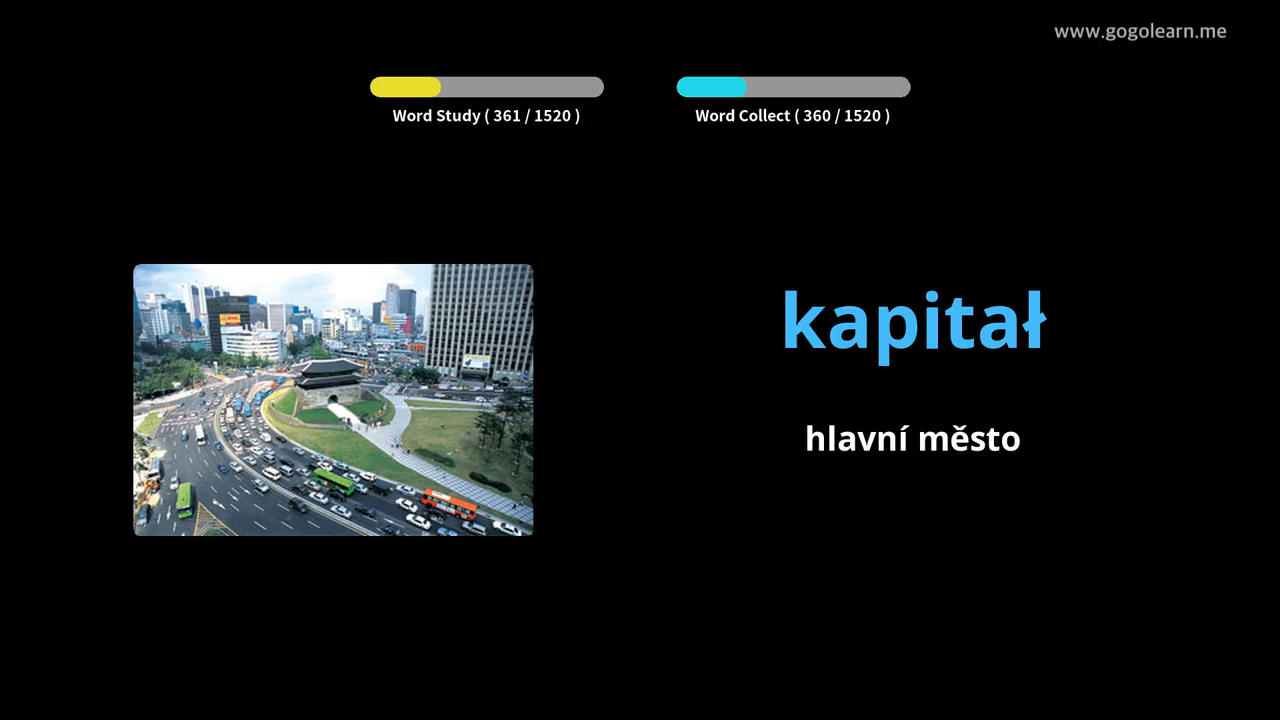 www.gogolearn.me
Word Study ( 361 / 1520 )
Word Collect ( 360 / 1520 )
kapitał
hlavní město